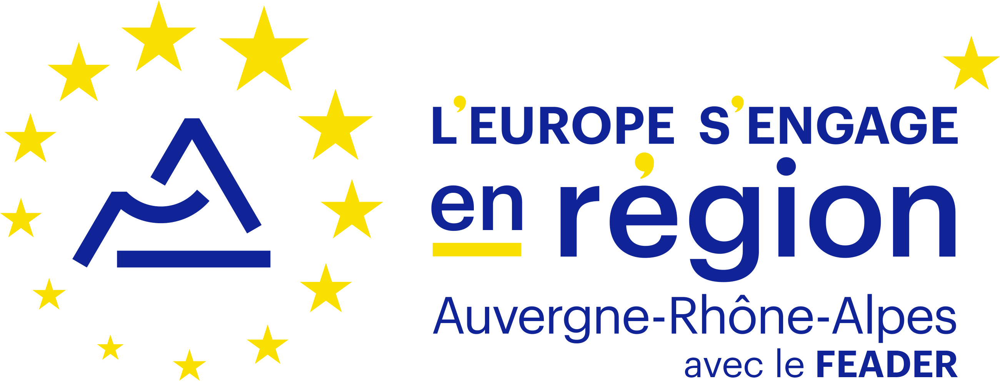 L'EUROPE S'ENGAGE
en région
Auvergne-Rhône-Alpes
avec le FEADER